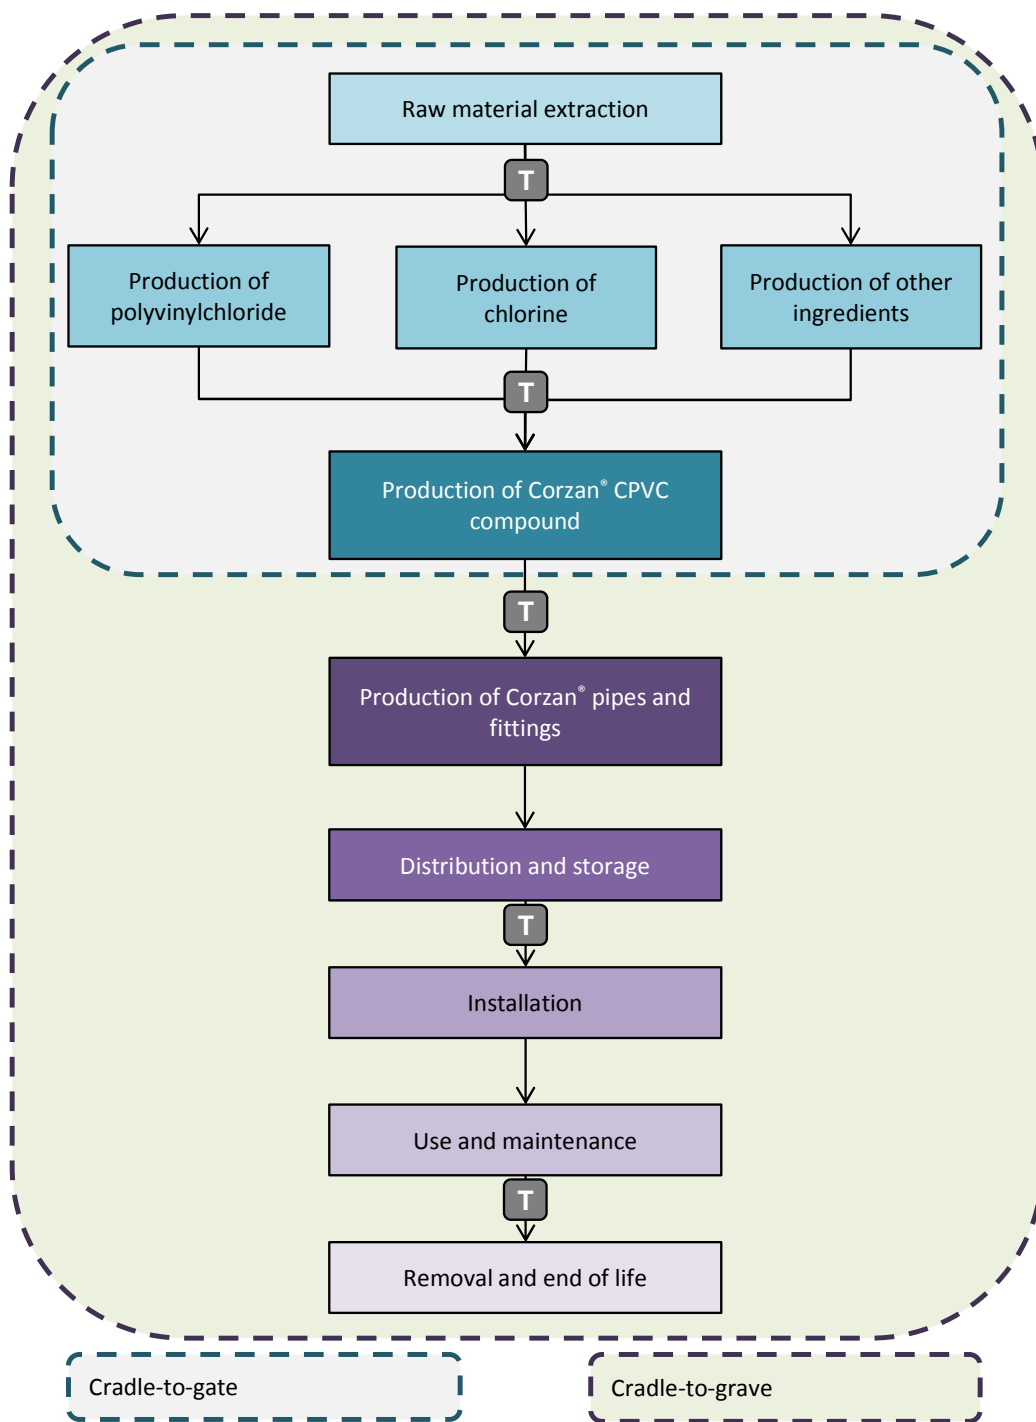 Raw material extraction
T
Production of
polyvinylchloride
Production of
chlorine
Production of other
ingredients
T
Production of Corzan® CPVC
compound
T
Production of Corzan® pipes and
fittings
Distribution and storage
T
Installation
Use and maintenance
T
Removal and end of life
Cradle-to-gate
Cradle-to-grave